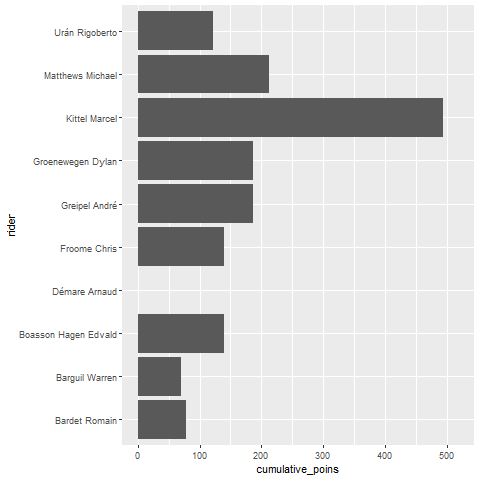 Urán Rigoberto
Matthews Michael
Kittel Marcel
Groenewegen Dylan
Greipel André
Froome Chris
Démare Arnaud
Boasson Hagen Edvald
Barguil Warren
Bardet Romain
rider
0 100 200 300 400 500
cumulative_poins